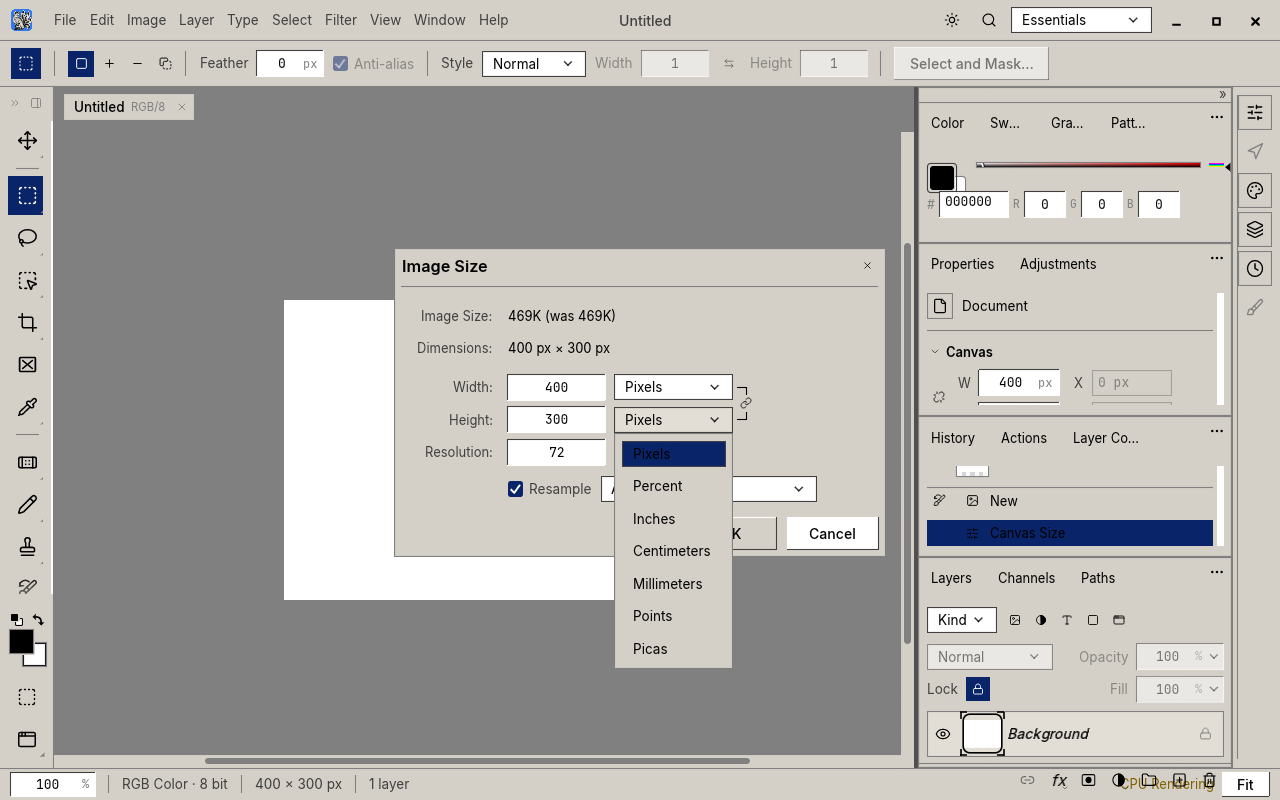 File Edit Image Layer Type Select Filter View Window Help Untitled Essentials
Feather 0 px Anti-alias Style Normal Width 1 Height 1 Select and Mask...
Untitled RGB/8
Color Sw... Gra... Patt...
# 000000 R 0 G 0 B 0
Properties Adjustments
Document
Canvas
W 400 px X 0 px
History Actions Layer Co...
New
Canvas Size
Layers Channels Paths
Kind
Normal Opacity 100 %
Lock Fill 100 %
Background
Image Size
Image Size: 469K (was 469K)
Dimensions: 400 px × 300 px
Width: 400 Pixels
Height: 300 Pixels
Resolution: 72
Resample
Cancel
Pixels
Percent
Inches
Centimeters
Millimeters
Points
Picas
100 % RGB Color · 8 bit 400 × 300 px 1 layer fx CPU Rendering Fit